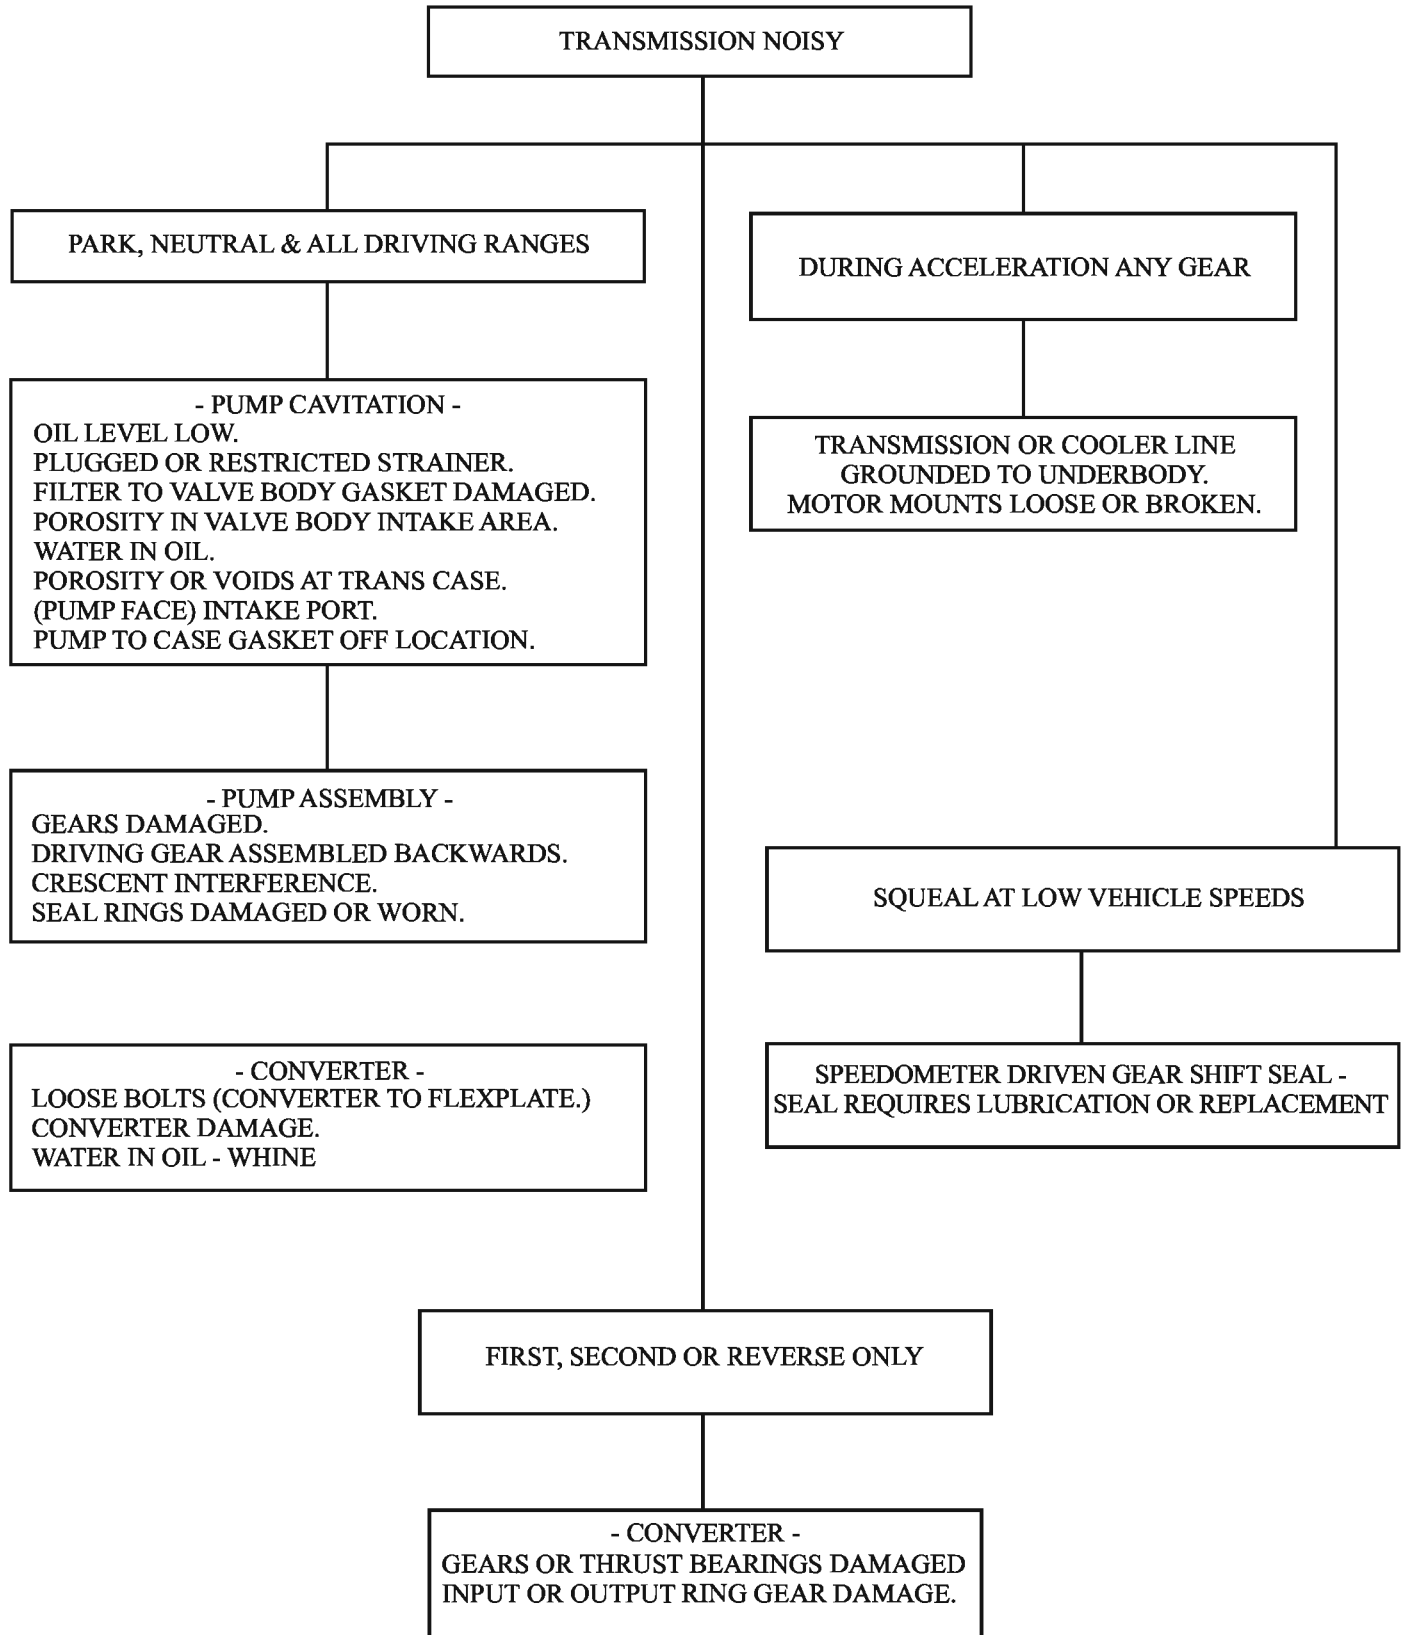 TRANSMISSION NOISY
PARK, NEUTRAL & ALL DRIVING RANGES
- PUMP CAVITATION -
OIL LEVEL LOW.
PLUGGED OR RESTRICTED STRAINER.
FILTER TO VALVE BODY GASKET DAMAGED.
POROSITY IN VALVE BODY INTAKE AREA.
WATER IN OIL.
POROSITY OR VOIDS AT TRANS CASE.
(PUMP FACE) INTAKE PORT.
PUMP TO CASE GASKET OFF LOCATION.
- PUMP ASSEMBLY -
GEARS DAMAGED.
DRIVING GEAR ASSEMBLED BACKWARDS.
CRESCENT INTERFERENCE.
SEAL RINGS DAMAGED OR WORN.
- CONVERTER -
LOOSE BOLTS (CONVERTER TO FLEXPLATE.)
CONVERTER DAMAGE.
WATER IN OIL - WHINE
DURING ACCELERATION ANY GEAR
TRANSMISSION OR COOLER LINE
GROUNDED TO UNDERBODY.
MOTOR MOUNTS LOOSE OR BROKEN.
SQUEAL AT LOW VEHICLE SPEEDS
SPEEDOMETER DRIVEN GEAR SHIFT SEAL -
SEAL REQUIRES LUBRICATION OR REPLACEMENT
FIRST, SECOND OR REVERSE ONLY
- CONVERTER -
GEARS OR THRUST BEARINGS DAMAGED
INPUT OR OUTPUT RING GEAR DAMAGE.